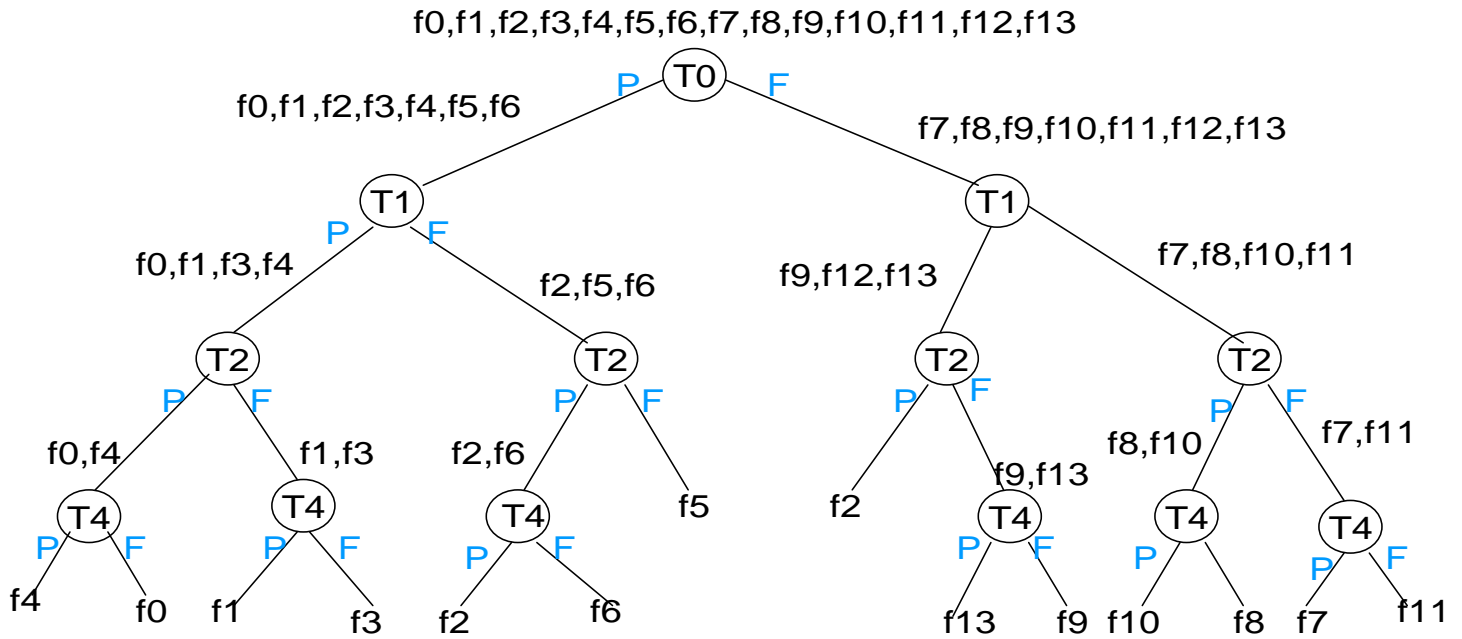 f0,f1,f2,f3,f4,f5,f6,f7,f8,f9,f10,f11,f12,f13
T0
P F
f0,f1,f2,f3,f4,f5,f6
f7,f8,f9,f10,f11,f12,f13
T1 T1
P F
f0,f1,f3,f4
f2,f5,f6
f9,f12,f13
f7,f8,f10,f11
T2 T2 T2 T2
P F P F P F P F
f0,f4 f1,f3 f2,f6 f9,f13 f8,f10 f7,f11
T4 T4 T4 f5 f2 T4 T4 T4
P F P F P F P F P P F
f4 f0 f1 f3 f2 f6 f13 f9 f10 f8 f7 f11